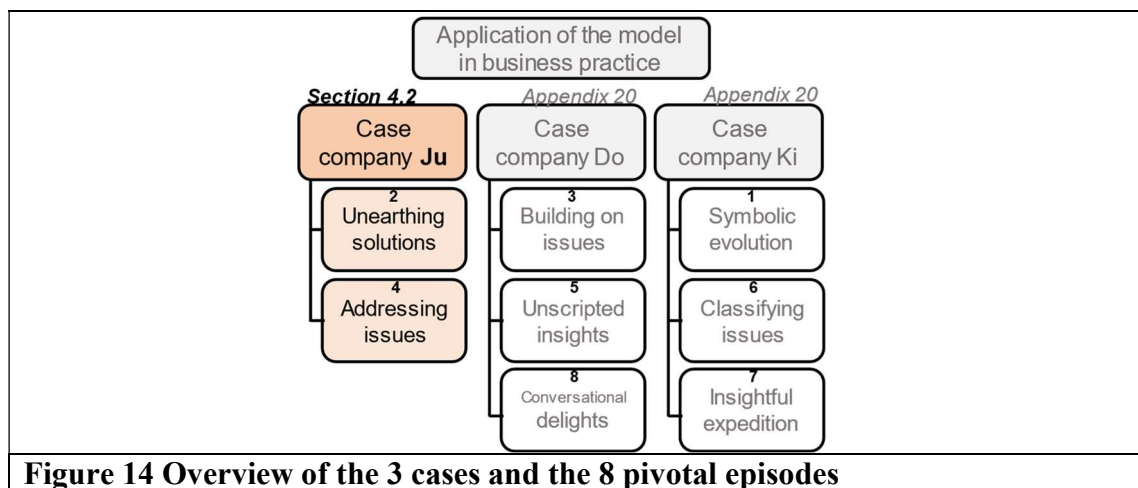 Application of the model
in business practice
Section 4.2
Case
company Ju
2
Unearthing
solutions
4
Addressing
issues
Appendix 20
Case
company Do
3
Building on
issues
5
Unscripted
insights
8
Conversational
delights
Appendix 20
Case
company Ki
1
Symbolic
evolution
6
Classifying
issues
7
Insightful
expedition
Figure 14 Overview of the 3 cases and the 8 pivotal episodes